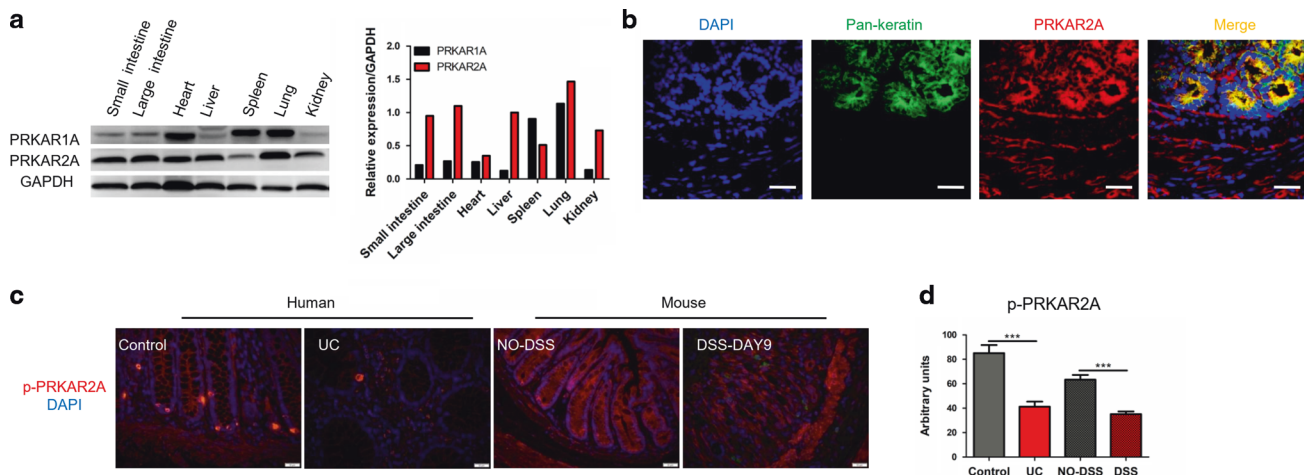 a
Small intestine
Large intestine
Heart
Liver
Spleen
Lung
Kidney
PRKAR1A
PRKAR2A
GAPDH
Relative expression/GAPDH
2.0
1.5
1.0
0.5
0.0
PRKAR1A
PRKAR2A
Small intestine
Large intestine
Heart
Liver
Spleen
Lung
Kidney
b
DAPI
Pan-keratin
PRKAR2A
Merge
c
Human
Mouse
p-PRKAR2A
DAPI
Control
UC
NO-DSS
DSS-DAY9
d
p-PRKAR2A
Arbitrary units
100
80
60
40
20
0
***
***
Control
UC
NO-DSS
DSS